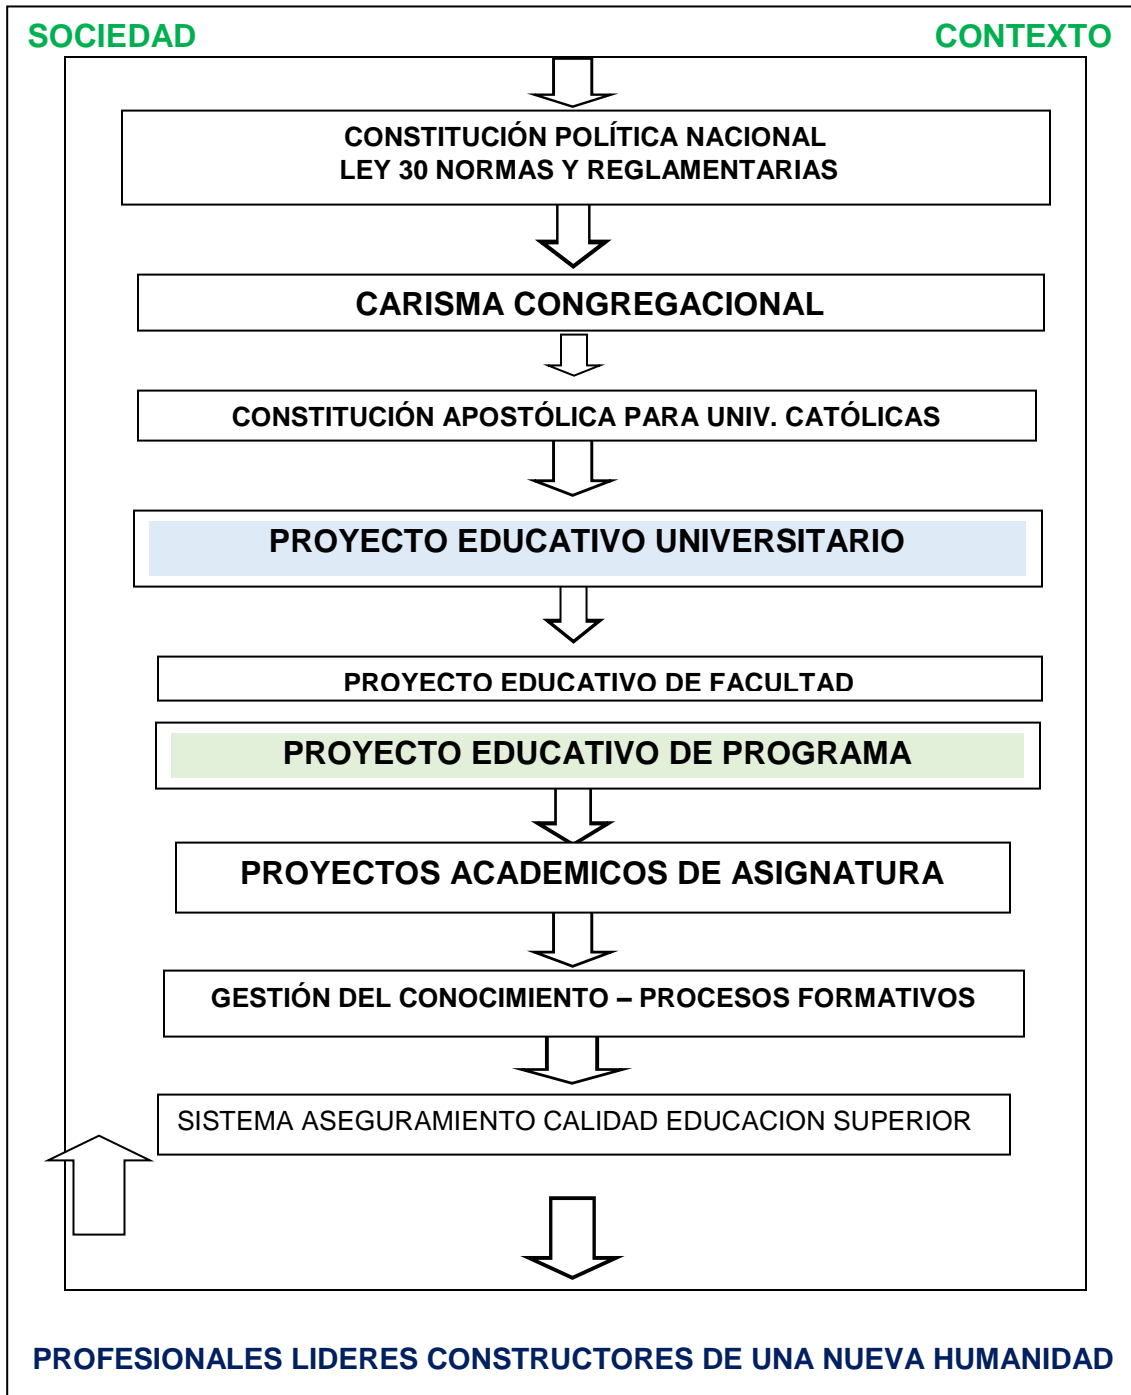 SOCIEDAD CONTEXTO
CONSTITUCIÓN POLÍTICA NACIONAL
LEY 30 NORMAS Y REGLAMENTARIAS
CARISMA CONGREGACIONAL
CONSTITUCIÓN APOSTÓLICA PARA UNIV. CATÓLICAS
PROYECTO EDUCATIVO UNIVERSITARIO
PROYECTO EDUCATIVO DE FACULTAD
PROYECTO EDUCATIVO DE PROGRAMA
PROYECTOS ACADEMICOS DE ASIGNATURA
GESTIÓN DEL CONOCIMIENTO – PROCESOS FORMATIVOS
SISTEMA ASEGURAMIENTO CALIDAD EDUCACION SUPERIOR
PROFESIONALES LIDERES CONSTRUCTORES DE UNA NUEVA HUMANIDAD